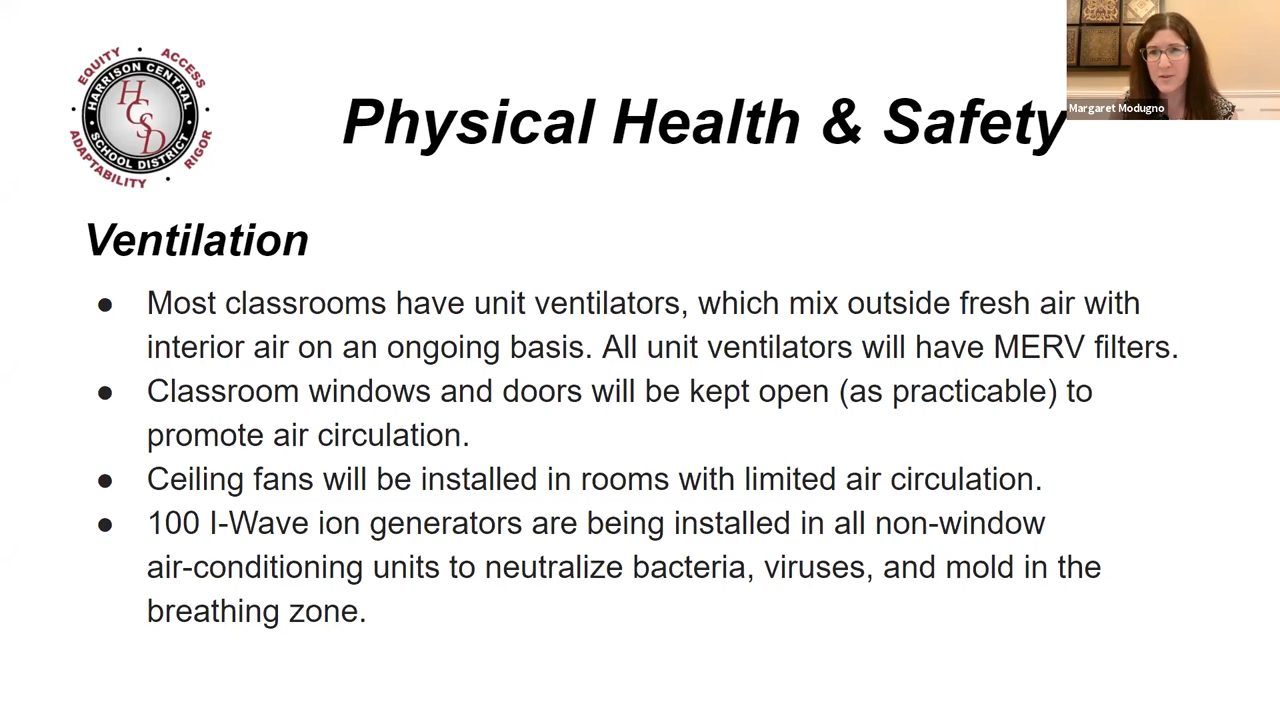 EQUITY
ACCESS
HARRISON CENTRAL
HCSD
SCHOOL DISTRICT
ADAPTABILITY
RIGOR
Physical Health & Safety
Margaret Modugno
Ventilation
● Most classrooms have unit ventilators, which mix outside fresh air with
interior air on an ongoing basis. All unit ventilators will have MERV filters.
● Classroom windows and doors will be kept open (as practicable) to
promote air circulation.
● Ceiling fans will be installed in rooms with limited air circulation.
● 100 I-Wave ion generators are being installed in all non-window
air-conditioning units to neutralize bacteria, viruses, and mold in the
breathing zone.